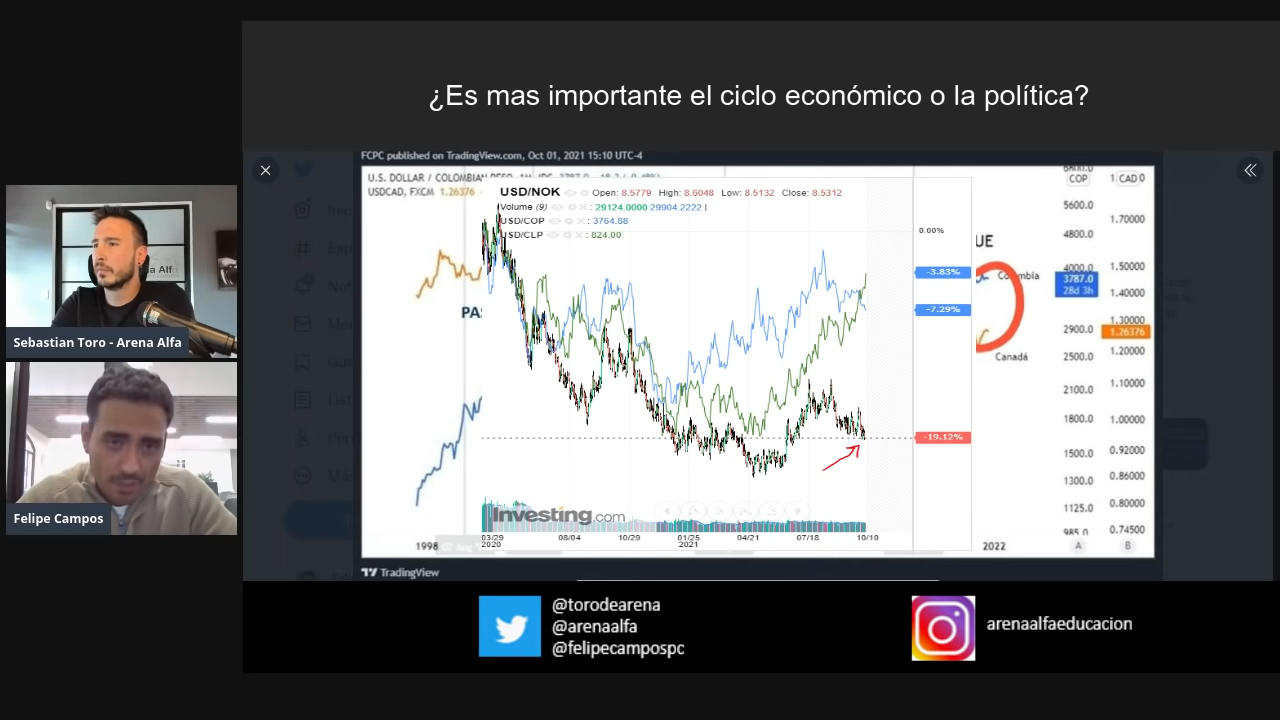 ¿Es mas importante el ciclo económico o la política?
FCPC published on TradingView.com, Oct 01, 2021 15:10 UTC-4
U.S. DOLLAR / COLOMBIAN
USDCAD, FXCM 1.26376
USD/NOK Open: 8.5779 High: 8.6048 Low: 8.5132 Close: 8.5312
Volume (9) : 29124.0000 29904.2222 |
USD/COP : 3764.88
USD/CLP : 824.00
0.00%
-3.83%
-7.29%
-19.12%
UE
Colombia
Canadá
PA
COP
5600.0
4800.0
4000.0
3787.0
28d 3h
2900.0
2500.0
2100.0
1800.0
1500.0
1300.0
1125.0
985.0
A
CAD
1.70000
1.50000
1.40000
1.30000
1.26376
1.20000
1.10000
1.00000
0.92000
0.86000
0.80000
0.74500
B
Investing.com
03/29
2020
08/04
10/29
01/25
2021
04/21
07/18
10/10
1998
2022
TradingView
Sebastian Toro - Arena Alfa
Felipe Campos
@torodearena
@arenaalfa
@felipecampospc
arenaalfaeducacion